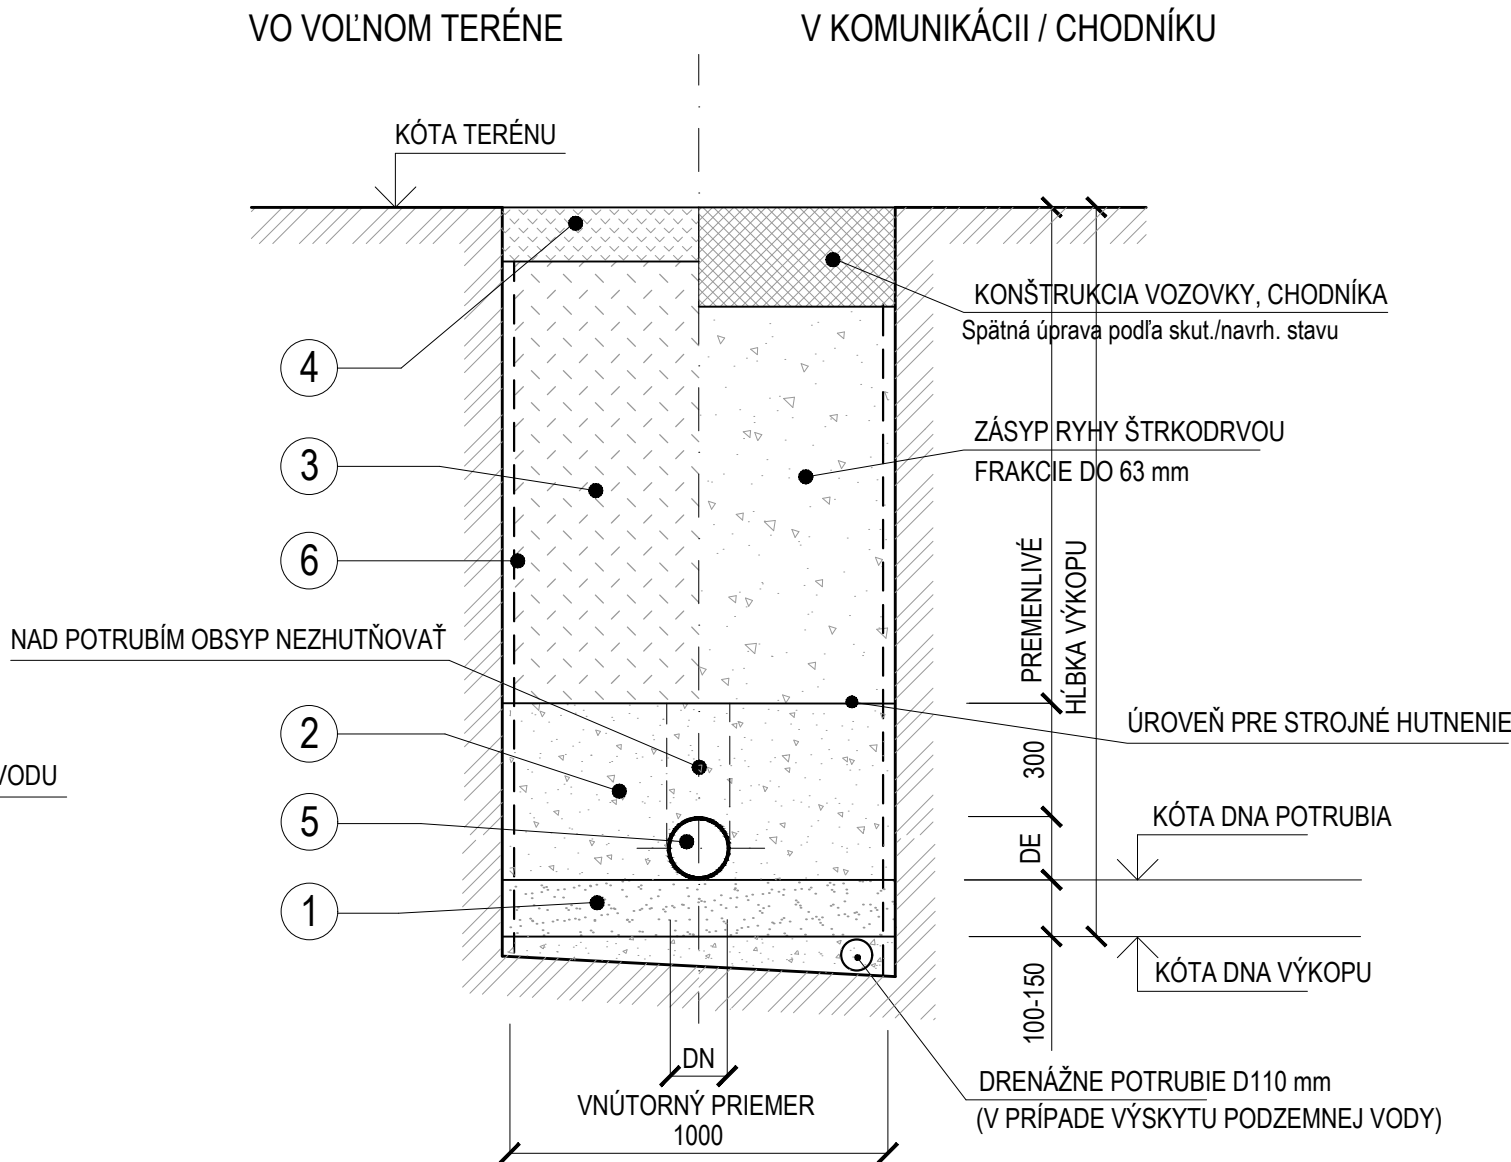 VO VOĽNOM TERÉNE
V KOMUNIKÁCII / CHODNÍKU
KÓTA TERÉNU
KONŠTRUKCIA VOZOVKY, CHODNÍKA
Spätná úprava podľa skut./navrh. stavu
4
ZÁSYP RYHY ŠTRKODRVOU
FRAKCIE DO 63 mm
3
6
PREMENLIVÉ
HĹBKA VÝKOPU
NAD POTRUBÍM OBSYP NEZHUTŇOVAŤ
2
ÚROVEŇ PRE STROJNÉ HUTNENIE
300
VODU
5
KÓTA DNA POTRUBIA
DE
1
KÓTA DNA VÝKOPU
100-150
DN
DRENÁŽNE POTRUBIE D110 mm
(V PRÍPADE VÝSKYTU PODZEMNEJ VODY)
VNÚTORNÝ PRIEMER
1000